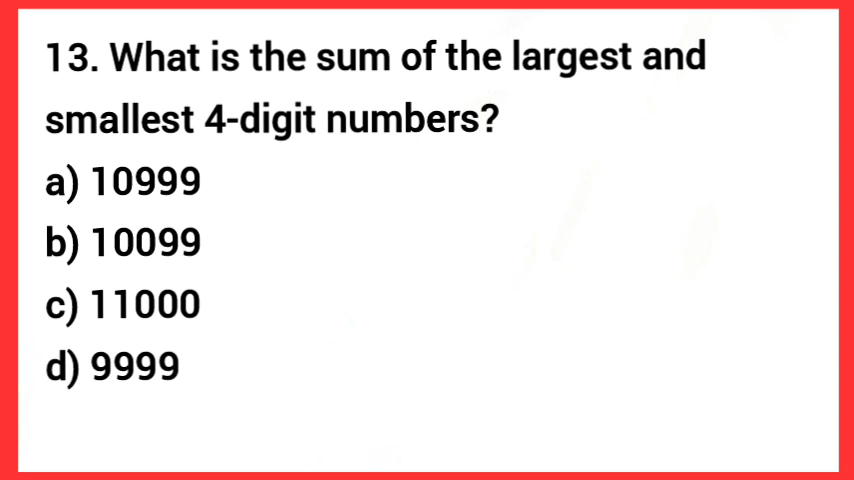 13. What is the sum of the largest and
smallest 4-digit numbers?
a) 10999
b) 10099
c) 11000
d) 9999